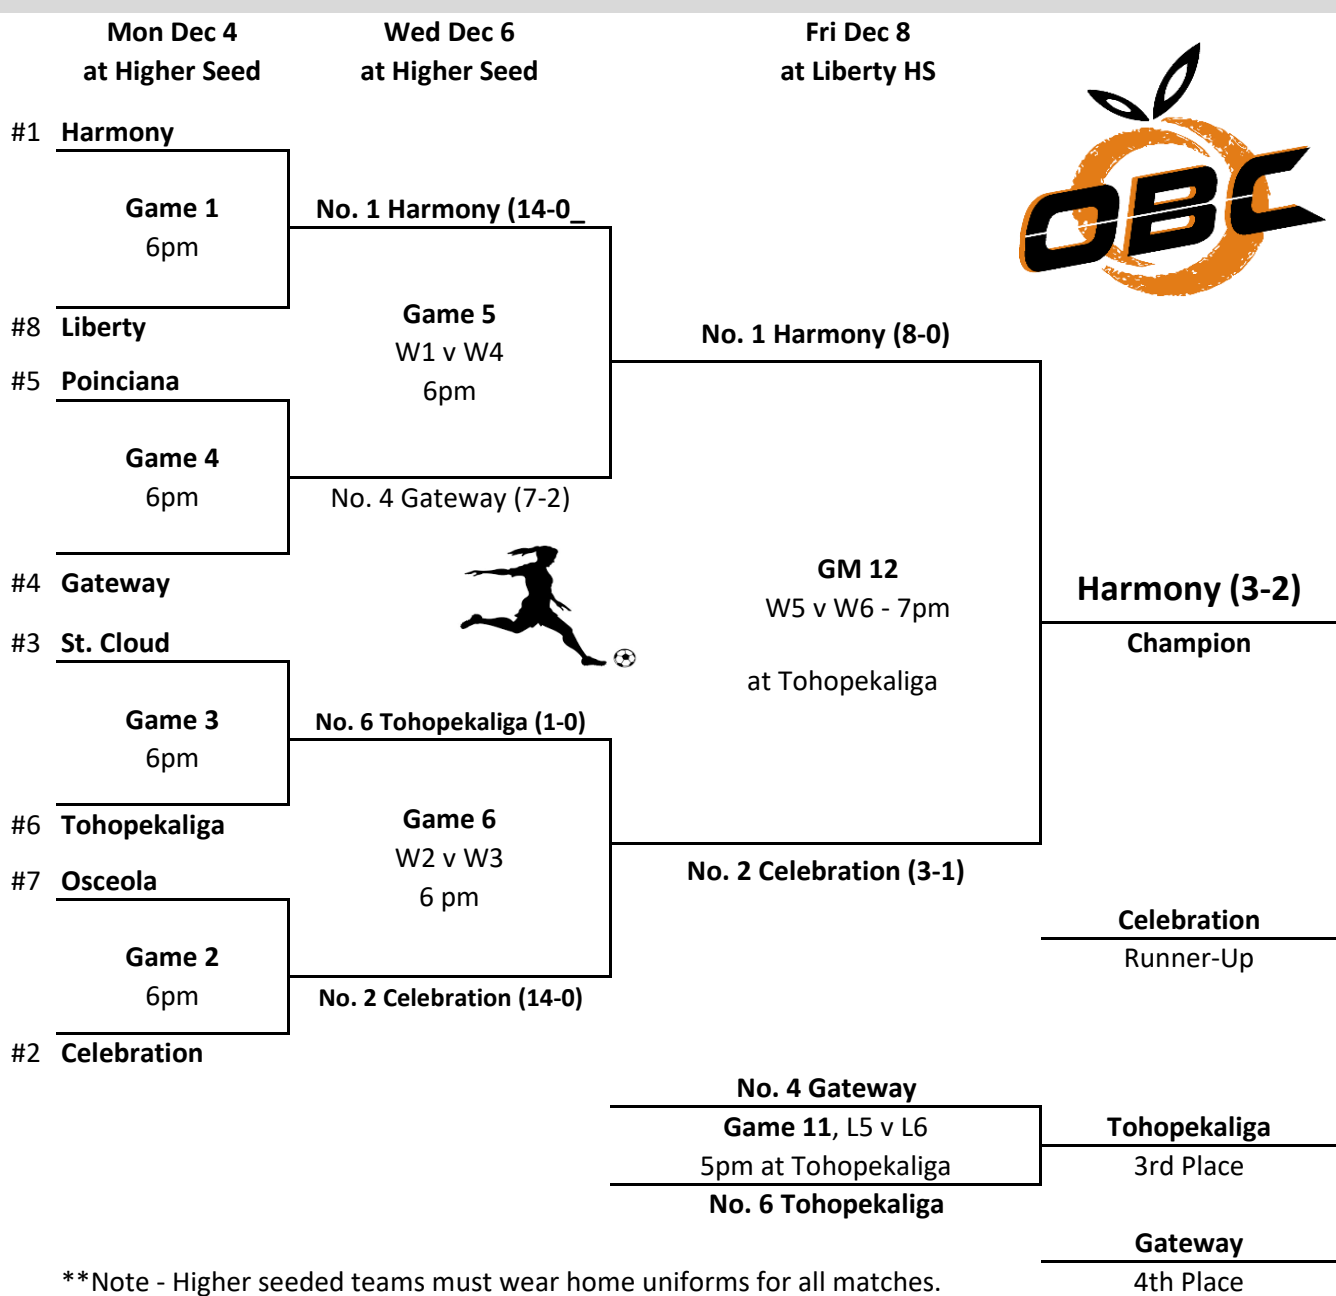 Mon Dec 4
at Higher Seed
Wed Dec 6
at Higher Seed
Fri Dec 8
at Liberty HS
OBC
#1 Harmony
Game 1
6pm
No. 1 Harmony (14-0_
#8 Liberty
Game 5
W1 v W4
6pm
No. 1 Harmony (8-0)
#5 Poinciana
Game 4
6pm
No. 4 Gateway (7-2)
#4 Gateway
GM 12
W5 v W6 - 7pm
at Tohopekaliga
Harmony (3-2)
Champion
#3 St. Cloud
Game 3
6pm
No. 6 Tohopekaliga (1-0)
#6 Tohopekaliga
Game 6
W2 v W3
6 pm
No. 2 Celebration (3-1)
#7 Osceola
Game 2
6pm
No. 2 Celebration (14-0)
#2 Celebration
Celebration
Runner-Up
No. 4 Gateway
Game 11, L5 v L6
5pm at Tohopekaliga
No. 6 Tohopekaliga
Tohopekaliga
3rd Place
Gateway
4th Place
**Note - Higher seeded teams must wear home uniforms for all matches.